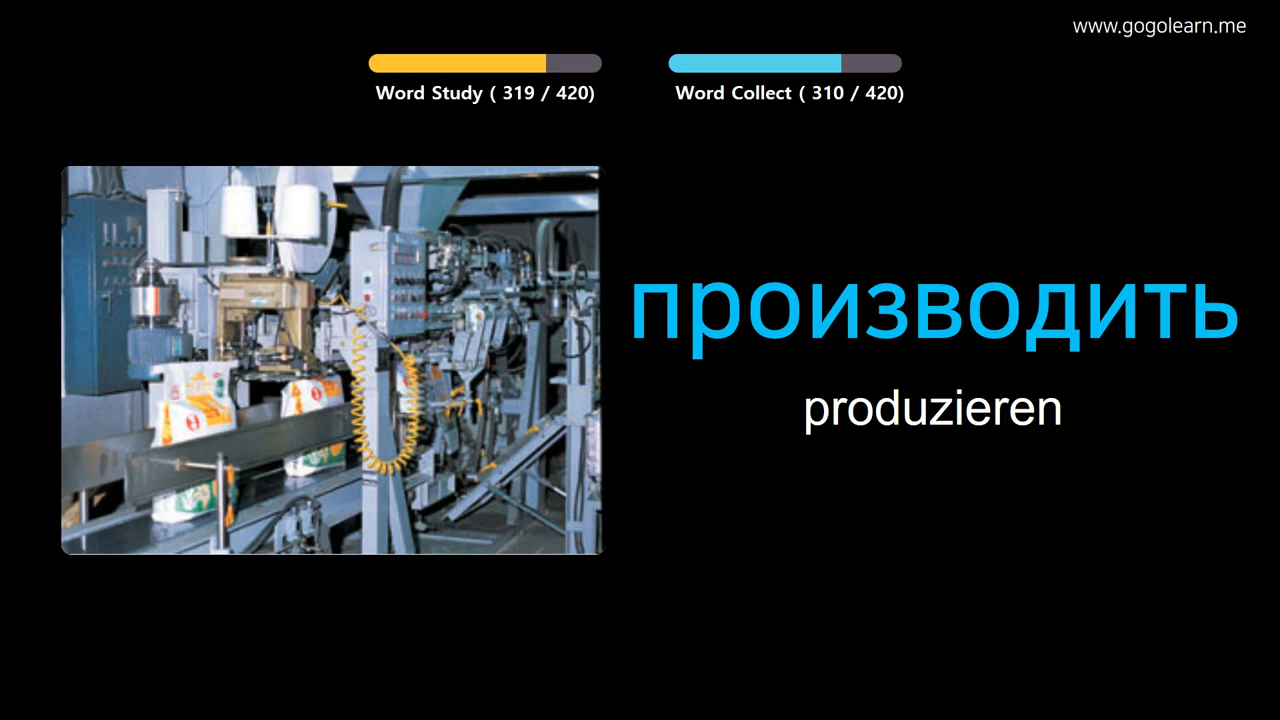 www.gogolearn.me
Word Study ( 319 / 420)
Word Collect ( 310 / 420)
производить
produzieren